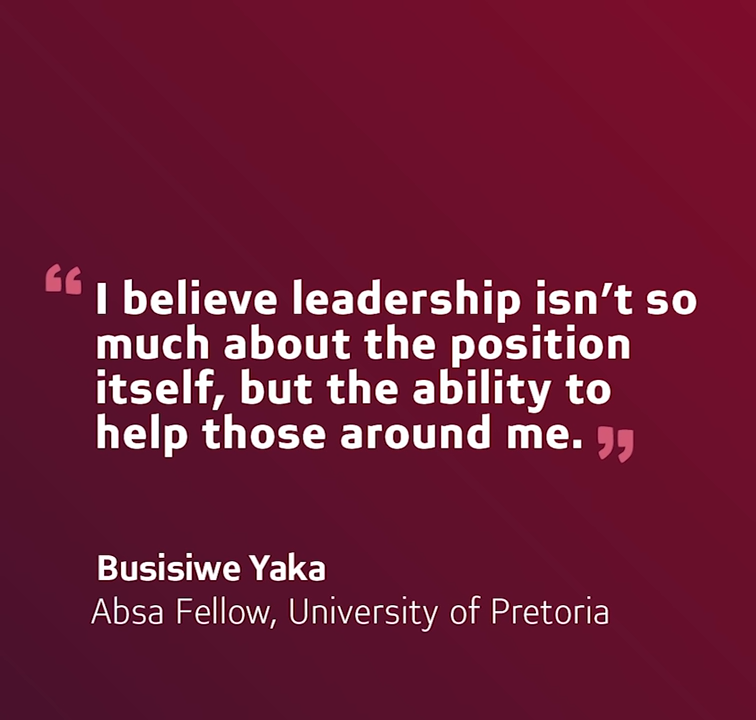 “I believe leadership isn’t so
much about the position
itself, but the ability to
help those around me.”
Busisiwe Yaka
Absa Fellow, University of Pretoria